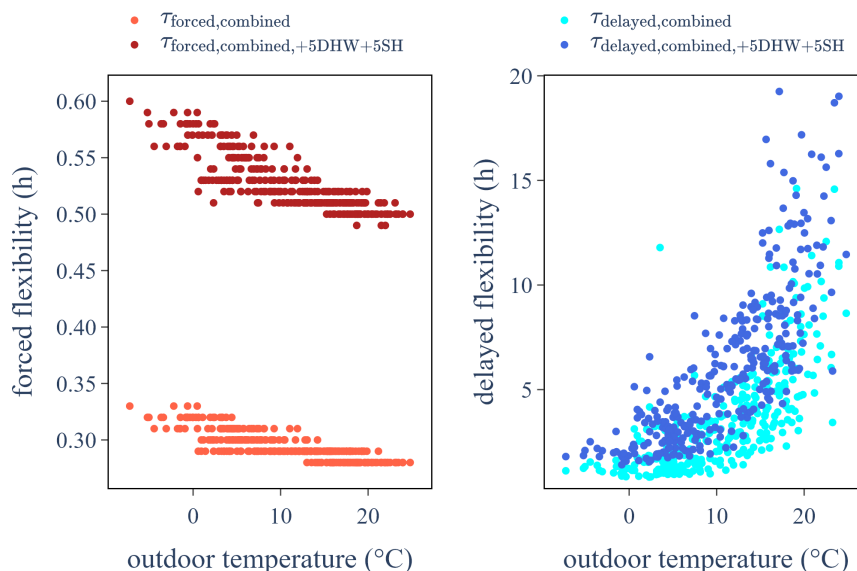 τforced,combined
τforced,combined,+5DHW+5SH
τdelayed,combined
τdelayed,combined,+5DHW+5SH
forced flexibility (h)
0.60
0.55
0.50
0.45
0.40
0.35
0.30
0
10
20
outdoor temperature (°C)
delayed flexibility (h)
20
15
10
5
0
10
20
outdoor temperature (°C)